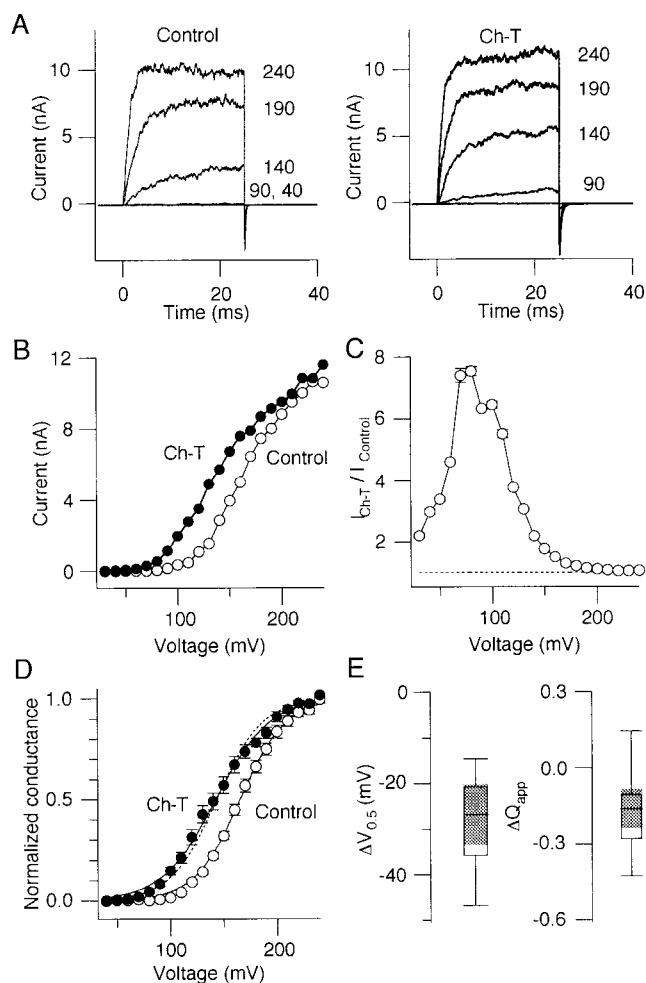 A
Control
Current (nA)
10
5
0
240
190
140
90, 40
0 20 40
Time (ms)
Ch-T
Current (nA)
10
5
0
240
190
140
90
0 20 40
Time (ms)
B
Current (nA)
12
8
4
0
Ch-T
Control
100 200
Voltage (mV)
C
I Ch-T / I Control
8
6
4
2
100 200
Voltage (mV)
D
Normalized conductance
1.0
0.5
0.0
Ch-T
Control
100 200
Voltage (mV)
E
ΔV0.5 (mV)
0
-20
-40
ΔQapp
0.3
0.0
-0.3
-0.6